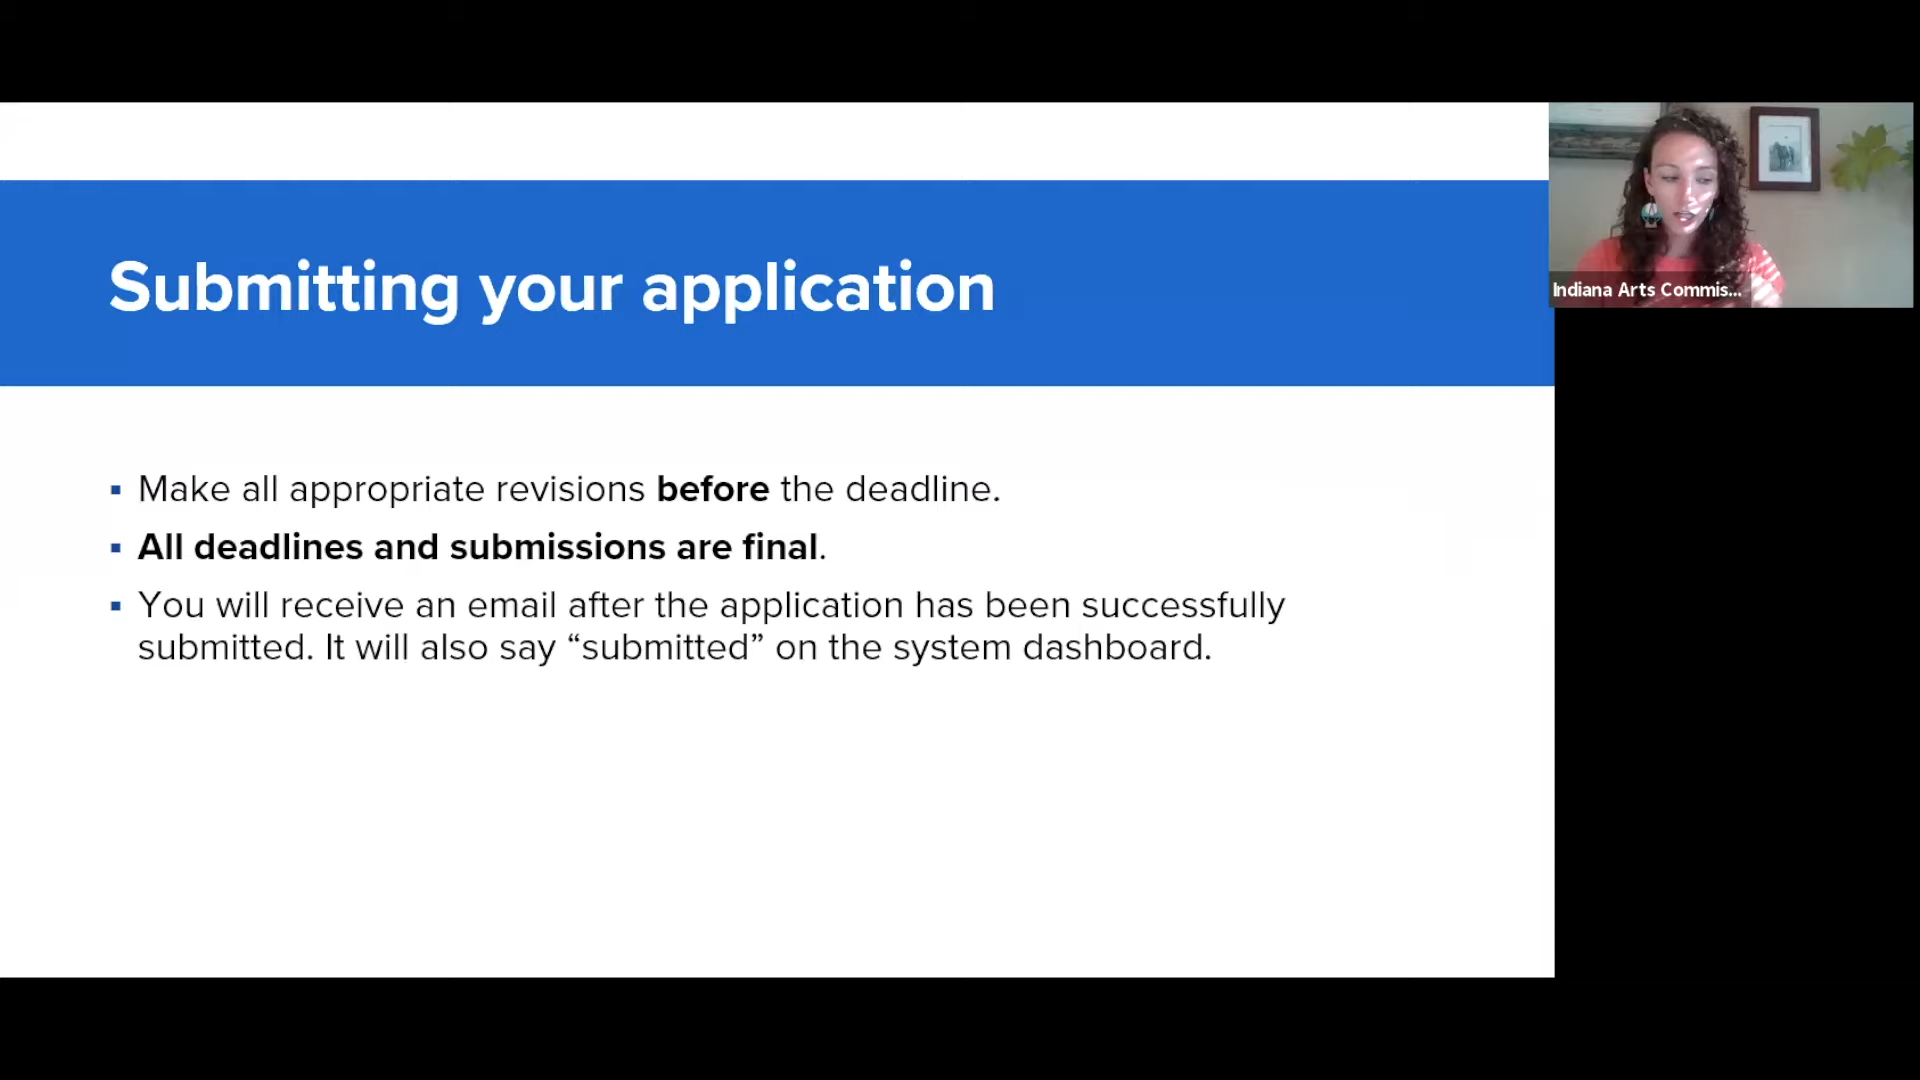 Submitting your application
Indiana Arts Commis...
▪ Make all appropriate revisions before the deadline.
▪ All deadlines and submissions are final.
▪ You will receive an email after the application has been successfully
submitted. It will also say “submitted” on the system dashboard.